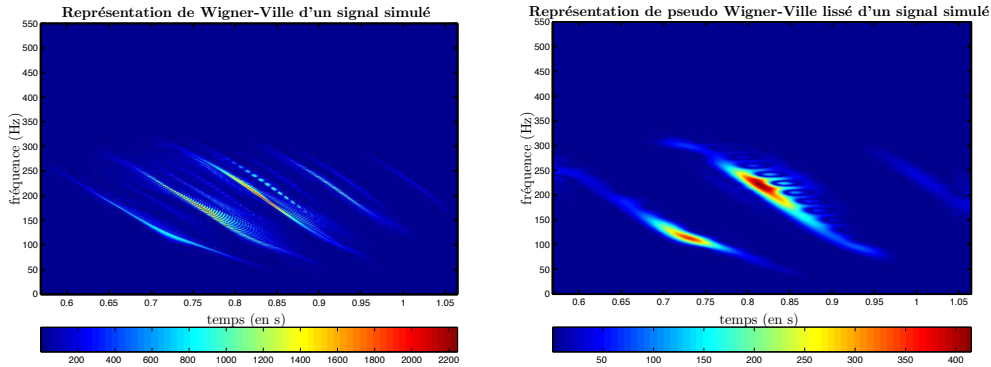 Représentation de Wigner-Ville d'un signal simulé
fréquence (Hz)
550
500
450
400
350
300
250
200
150
100
50
0
0.6 0.65 0.7 0.75 0.8 0.85 0.9 0.95 1 1.05
temps (en s)
200 400 600 800 1000 1200 1400 1600 1800 2000 2200
Représentation de pseudo Wigner-Ville lissé d'un signal simulé
fréquence (Hz)
550
500
450
400
350
300
250
200
150
100
50
0
0.6 0.65 0.7 0.75 0.8 0.85 0.9 0.95 1 1.05
temps (en s)
50 100 150 200 250 300 350 400